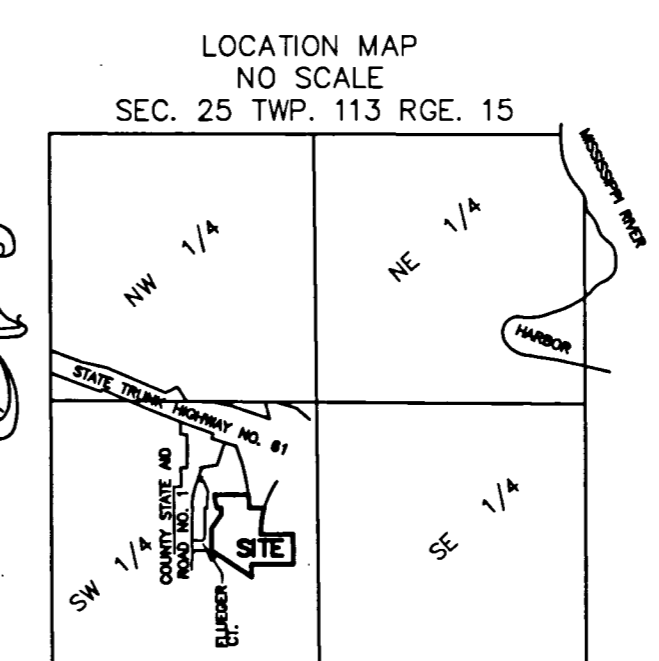 LOCATION MAP
NO SCALE
SEC. 25 TWP. 113 RGE. 15
MISSISSIPPI RIVER
NW 1/4
NE 1/4
HARBOR
STATE TRUNK HIGHWAY NO. 61
COUNTY STATE AID
ROAD NO. 1
SITE
SW 1/4
SE 1/4
FLUEGER
CT.